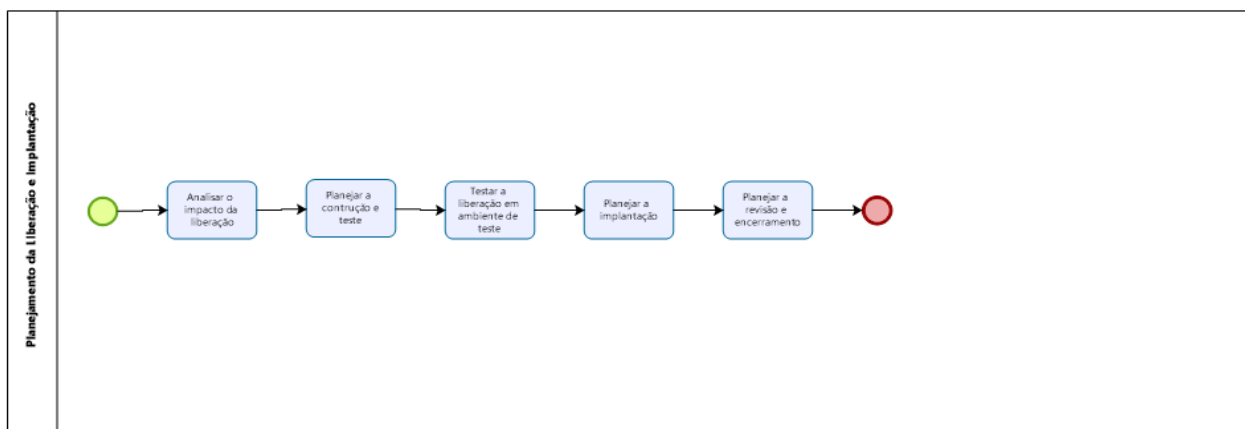 Planejamento da Liberação e Implantação
Analisar o
impacto da
liberação
Planejar a
contrução e
teste
Testar a
liberação em
ambiente de
teste
Planejar a
implantação
Planejar a
revisão e
encerramento